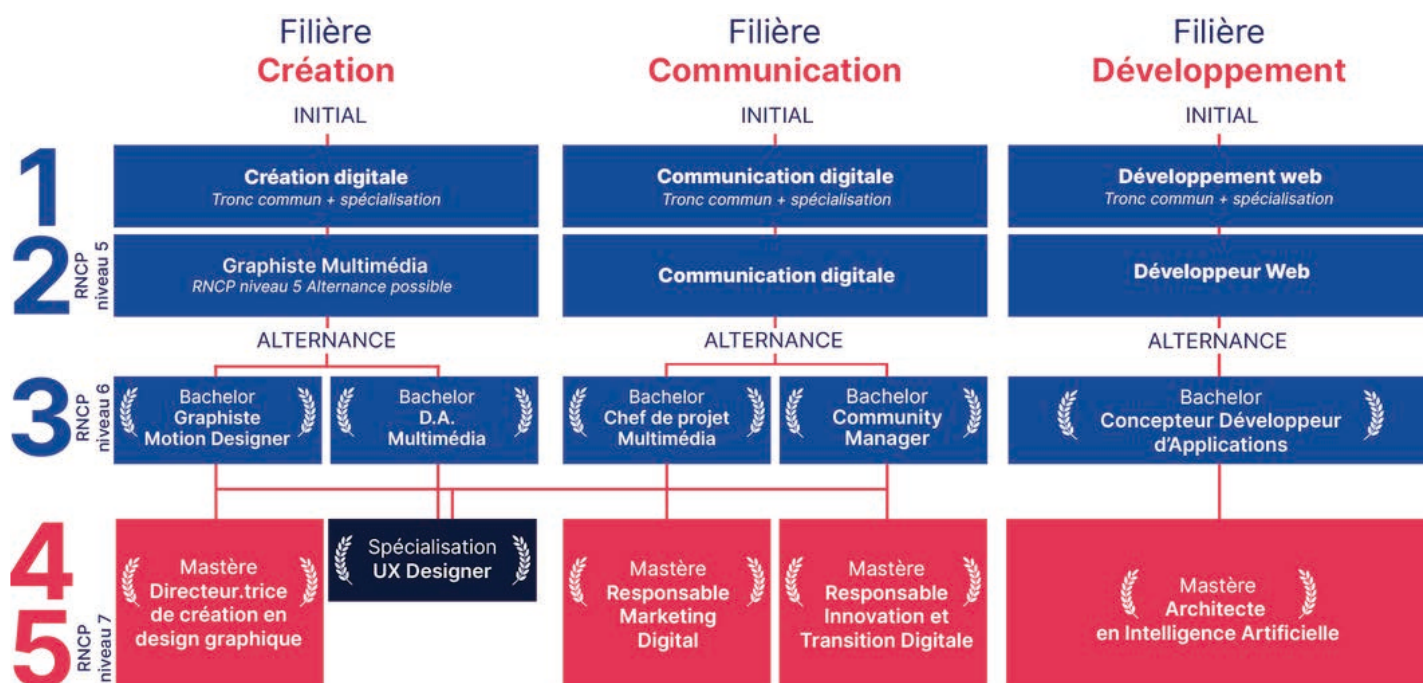 Filière
Création
Filière
Communication
Filière
Développement
INITIAL
INITIAL
INITIAL
1
Création digitale
Tronc commun + spécialisation
Communication digitale
Tronc commun + spécialisation
Développement web
Tronc commun + spécialisation
2
RNCP
niveau 5
Graphiste Multimédia
RNCP niveau 5 Alternance possible
Communication digitale
Développeur Web
ALTERNANCE
ALTERNANCE
ALTERNANCE
3
RNCP
niveau 6
Bachelor
Graphiste
Motion Designer
Bachelor
D.A.
Multimédia
Bachelor
Chef de projet
Multimédia
Bachelor
Community
Manager
Bachelor
Concepteur Développeur
d'Applications
4
5
RNCP
niveau 7
Mastère
Directeur.trice
de création en
design graphique
Spécialisation
UX Designer
Mastère
Responsable
Marketing
Digital
Mastère
Responsable
Innovation et
Transition Digitale
Mastère
Architecte
en Intelligence Artificielle